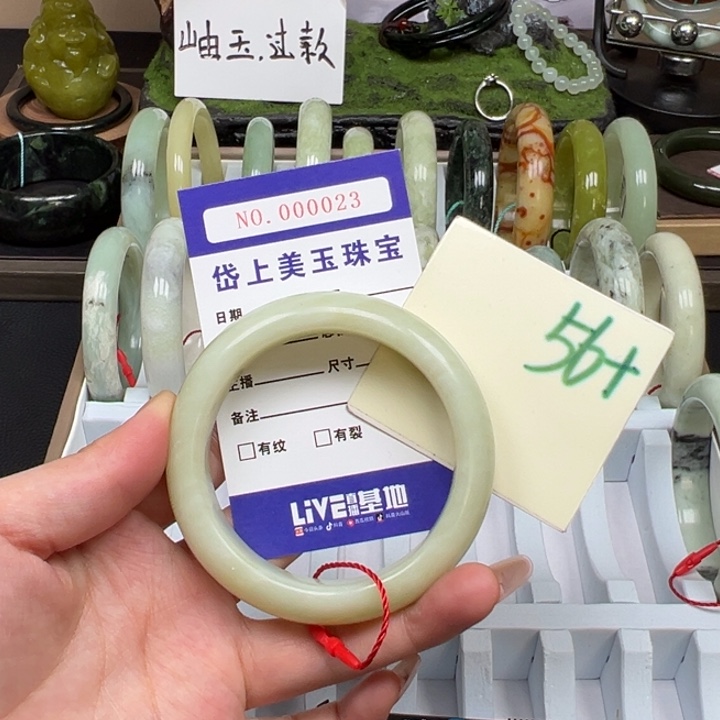 岫玉.过款
NO.000023
岱上美玉珠宝
日期
56+
主播 尺寸
备注
□有纹 □有裂
LIVE直播基地